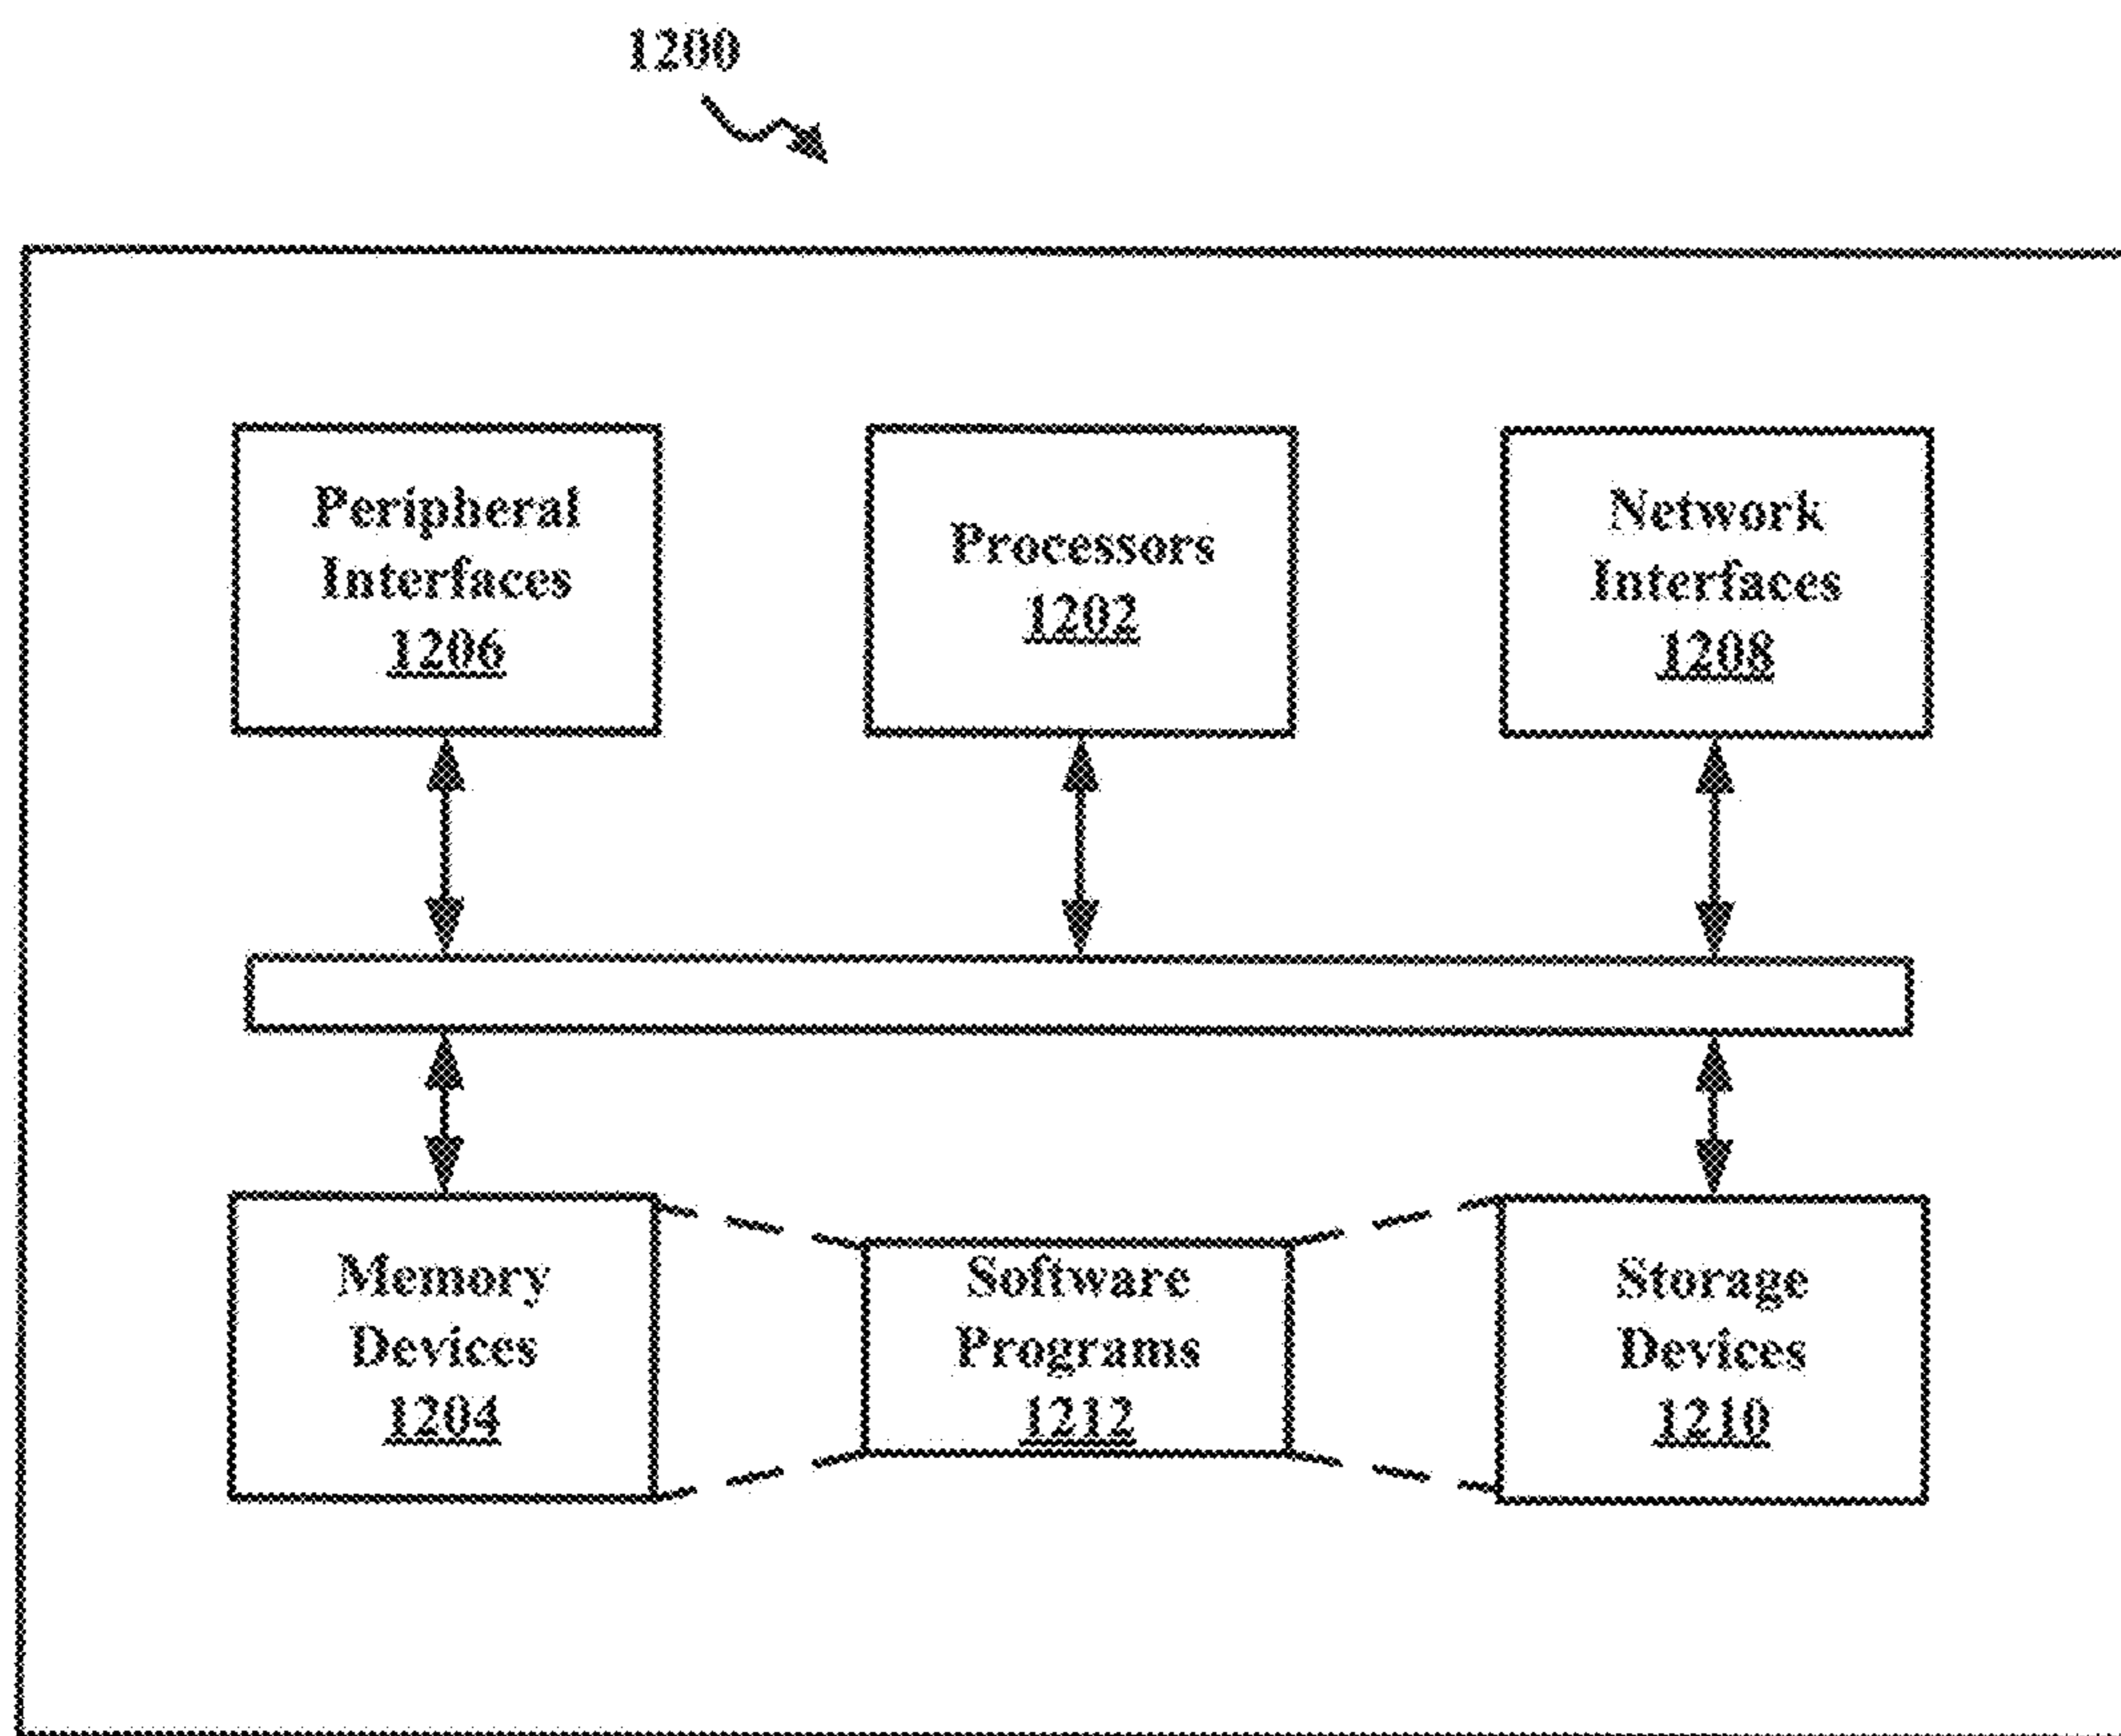 1200
Peripheral
Interfaces
1206
Processors
1202
Network
Interfaces
1208
Memory
Devices
1204
Software
Programs
1212
Storage
Devices
1210